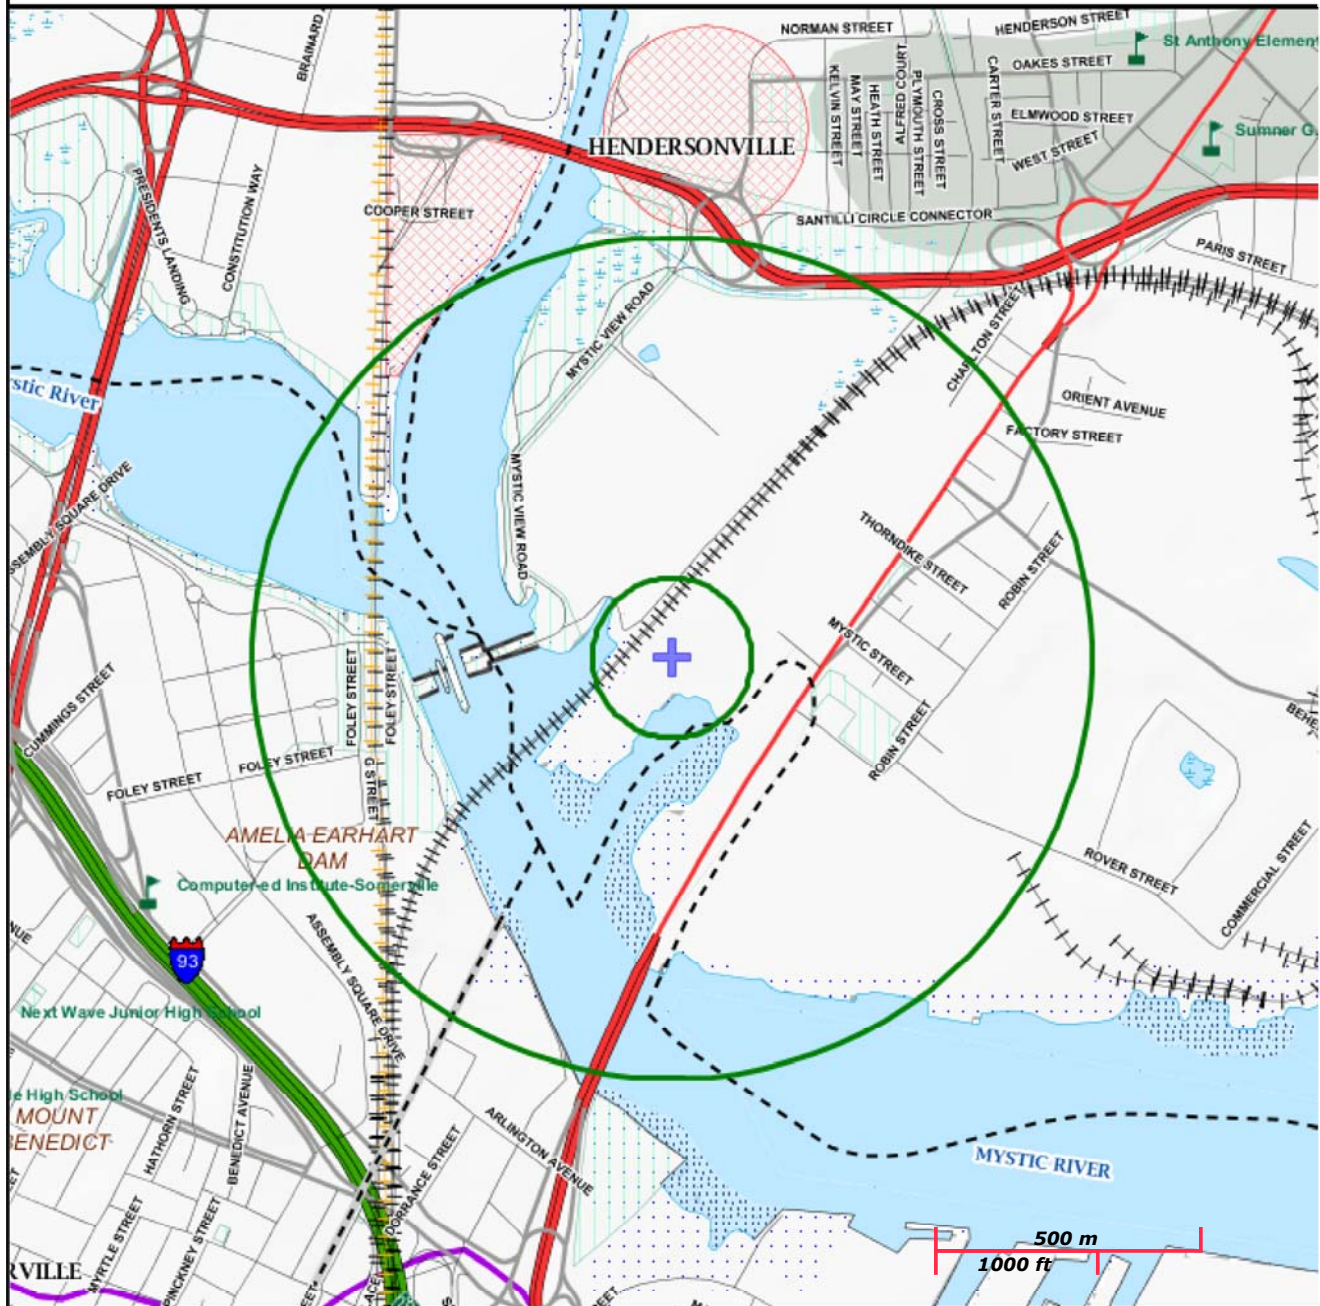 NORMAN STREET
HENDERSON STREET
BRAINARD
St Anthony Elemen
OAKES STREET
KELVIN STREET
MAY STREET
HEATH STREET
ALFRED COURT
PLYMOUTH STREET
CROSS STREET
CARTER STREET
ELMWOOD STREET
WEST STREET
Sumner G
HENDERSONVILLE
PRESIDENTS LANDING
CONSTITUTION WAY
COOPER STREET
SANTILLI CIRCLE CONNECTOR
PARIS STREET
MYSTIC VIEW ROAD
CHARLTON STREET
stic River
ORIENT AVENUE
FACTORY STREET
SSEMBLY SQUARE DRIVE
MYSTIC VIEW ROAD
THORNDIKE STREET
ROBIN STREET
MYSTIC STREET
CUMMINGS STREET
FOLEY STREET
FOLEY STREET
ROBIN STREET
BEHE
FOLEY STREET
FOLEY STREET
G STREET
AMELIA EARHART
DAM
Computer-ed Institute-Somerville
ROVER STREET
COMMERCIAL STREET
NUE
ASSEMBLY SQUARE DRIVE
93
Next Wave Junior High School
le High School
MOUNT
BENEDICT
HATHORN STREET
BENEDICT AVENUE
ARLINGTON AVENUE
DORRANCE STREET
MYSTIC RIVER
MYRTLE STREET
PINCKNEY STREET
500 m
1000 ft
RVILLE